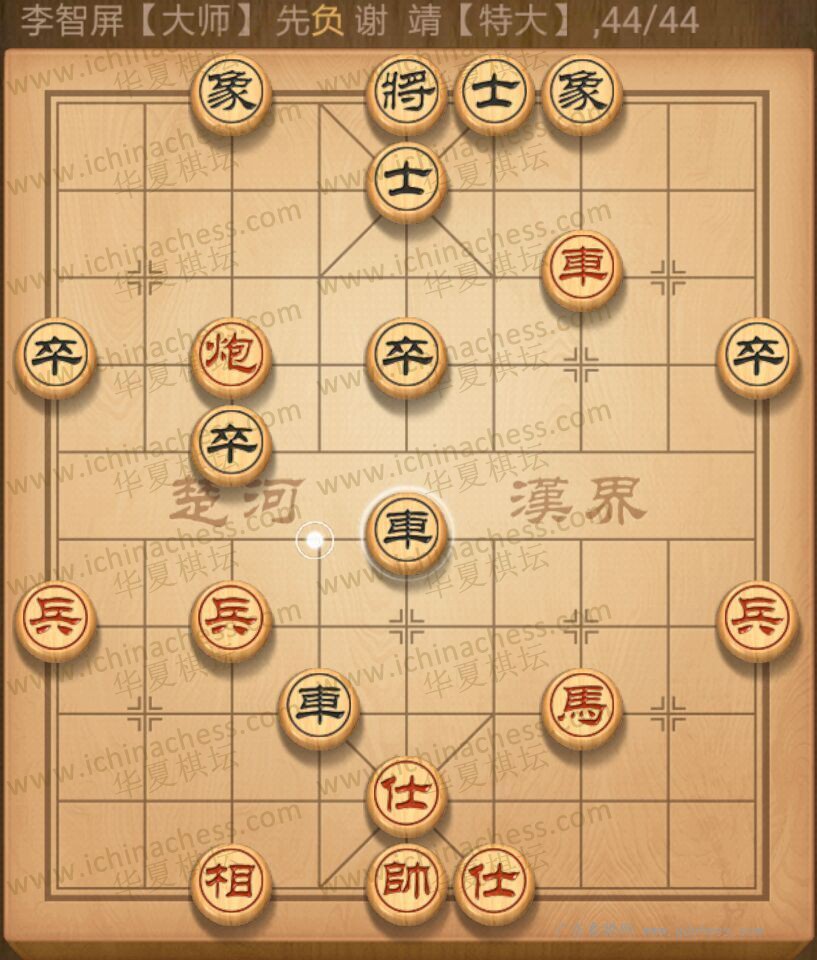 李智屏【大师】先负 谢 靖【特大】,44/44
象 將 士 象
士
車
卒 炮 卒 卒
卒
楚河 漢界
車
兵 兵 兵
車 馬
仕
相 帥 仕
www.ichinachess.com
华夏棋坛